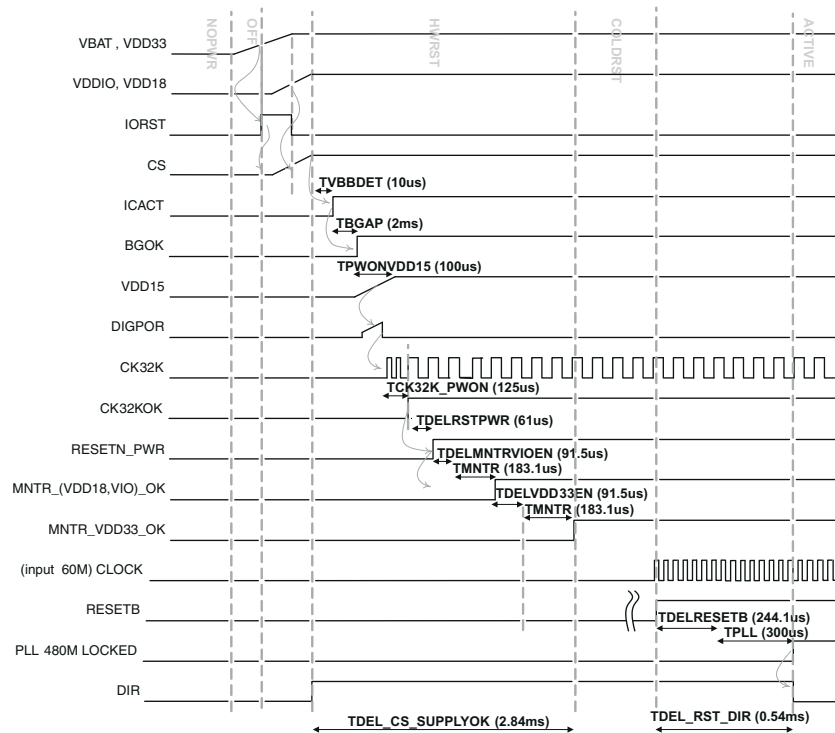 NOPWR
OFF
HWRST
COLDRST
ACTIVE
VBAT , VDD33
VDDIO, VDD18
IORST
CS
TVBBDET (10us)
ICACT
TBGAP (2ms)
BGOK
TPWONVDD15 (100us)
VDD15
DIGPOR
CK32K
TCK32K_PWON (125us)
CK32KOK
TDELRSTPWR (61us)
RESETN_PWR
TDELMNTRVIOEN (91.5us)
TMNTR (183.1us)
MNTR_(VDD18,VIO)_OK
TDELVDD33EN (91.5us)
TMNTR (183.1us)
MNTR_VDD33_OK
(input 60M) CLOCK
RESETB
TDELRESETB (244.1us)
TPLL (300us)
PLL 480M LOCKED
DIR
TDEL_CS_SUPPLYOK (2.84ms)
TDEL_RST_DIR (0.54ms)